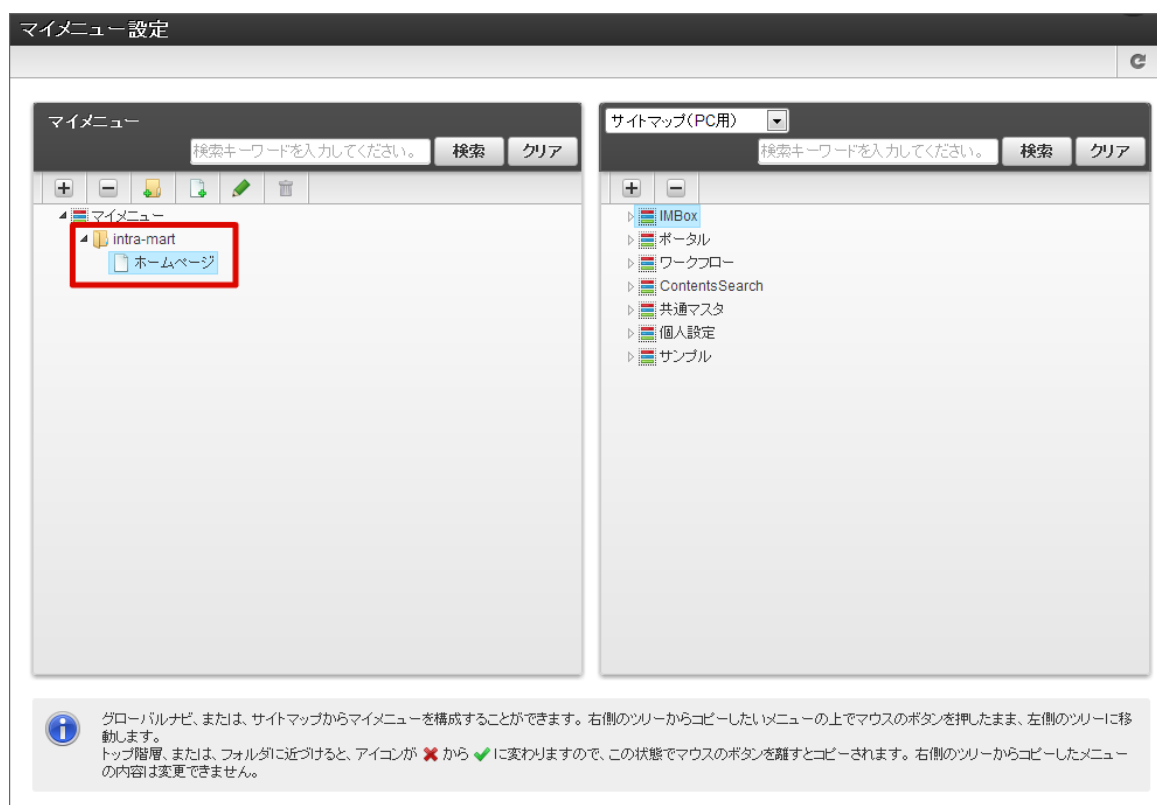 マイメニュー設定
マイメニュー
検索キーワードを入力してください。 検索 クリア
マイメニュー
intra-mart
ホームページ
サイトマップ(PC用)
検索キーワードを入力してください。 検索 クリア
IMBox
ポータル
ワークフロー
ContentsSearch
共通マスタ
個人設定
サンプル
グローバルナビ、または、サイトマップからマイメニューを構成することができます。右側のツリーからコピーしたいメニューの上でマウスのボタンを押したまま、左側のツリーに移
動します。
トップ階層、または、フォルダに近づけると、アイコンが ✖ から ✔ に変わりますので、この状態でマウスのボタンを離すとコピーされます。右側のツリーからコピーしたメニュー
の内容は変更できません。